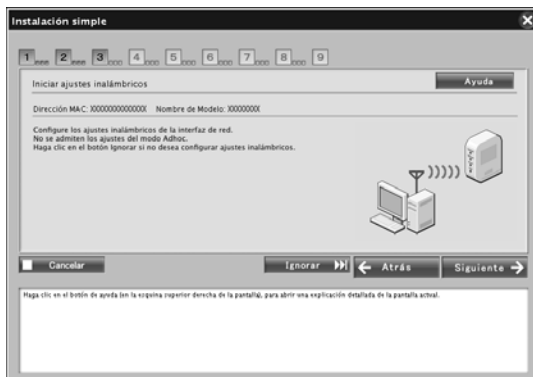 Instalación simple
1 2 3 4 5 6 7 8 9
Iniciar ajustes inalámbricos
Ayuda
Dirección MAC: XXXXXXXXXXXXXX Nombre de Modelo: XXXXXXXX
Configure los ajustes inalámbricos de la interfaz de red.
No se admiten los ajustes del modo Adhoc.
Haga clic en el botón Ignorar si no desea configurar ajustes inalámbricos.
Cancelar
Ignorar
Atrás
Siguiente
Haga clic en el botón de ayuda (en la esquina superior derecha de la pantalla), para abrir una explicación detallada de la pantalla actual.